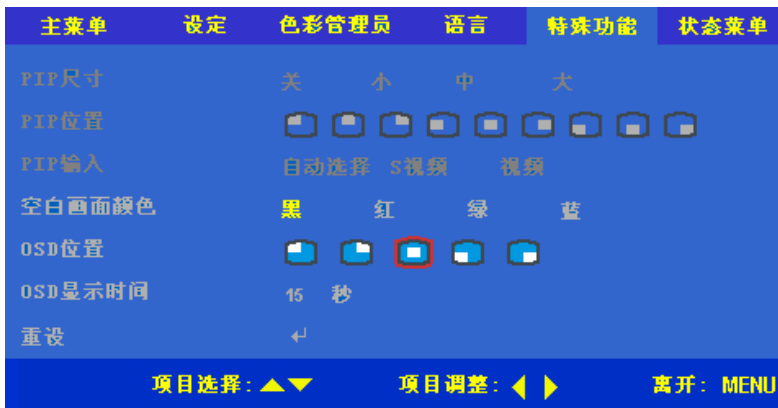 主菜单 设定 色彩管理员 语言 特殊功能 状态菜单
PIP尺寸 关 小 中 大
PIP位置
PIP输入 自动选择 S视频 视频
空白画面颜色 黑 红 绿 蓝
OSD位置
OSD显示时间 15 秒
重设
项目选择: 项目调整: 离开: MENU